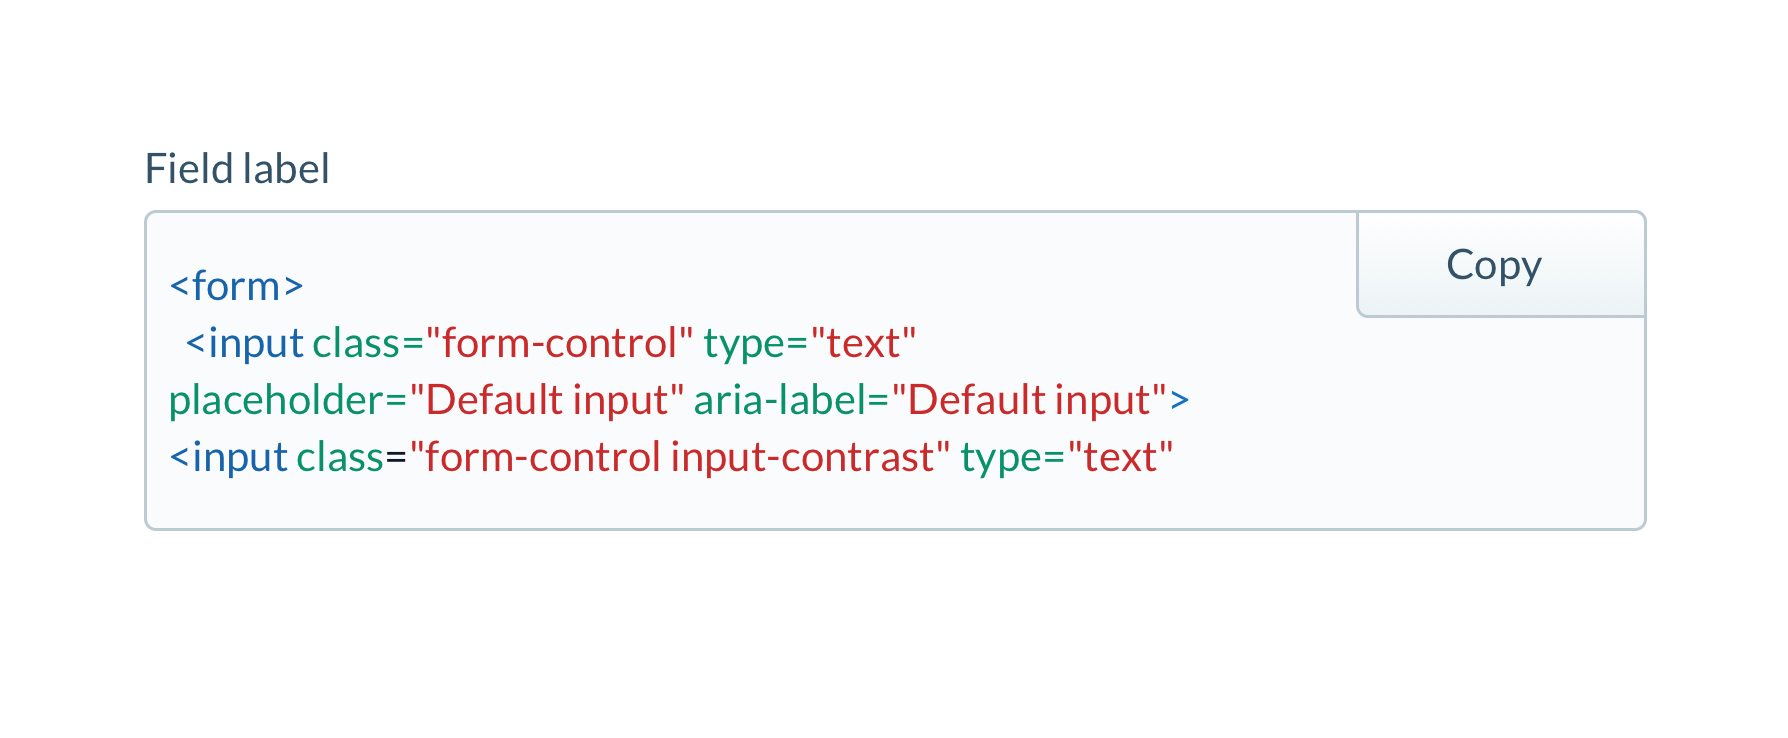 Field label
Copy
<form>
  <input class="form-control" type="text"
placeholder="Default input" aria-label="Default input">
<input class="form-control input-contrast" type="text"